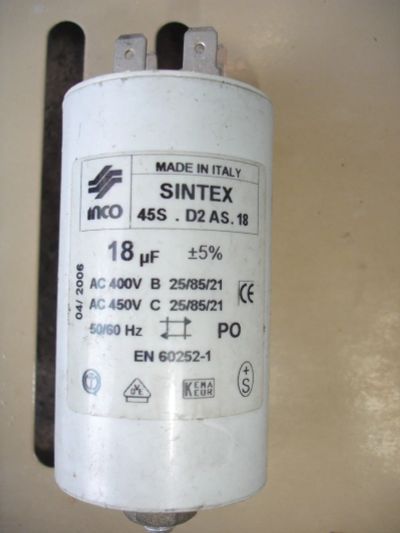 MADE IN ITALY
inco
SINTEX
45S . D2 AS. 18
18 µF ±5%
AC 400V B 25/85/21
AC 450V C 25/85/21
CE
50/60 Hz PO
EN 60252-1
04/ 2006
KEMA
KEUR
+
S